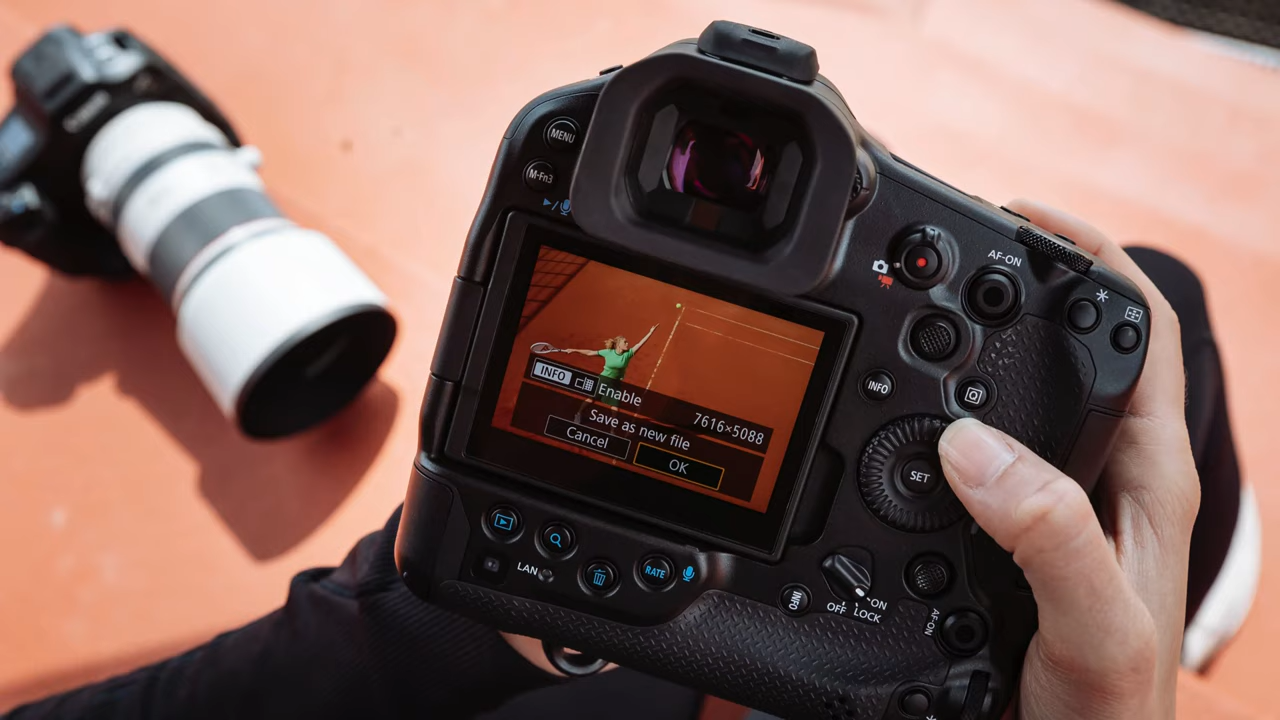 MENU
M-Fn3
AF-ON
INFO
SET
INFO
Enable
7616×5088
Save as new file
Cancel
OK
LAN
RATE
INFO
OFF
ON
LOCK
AF-ON